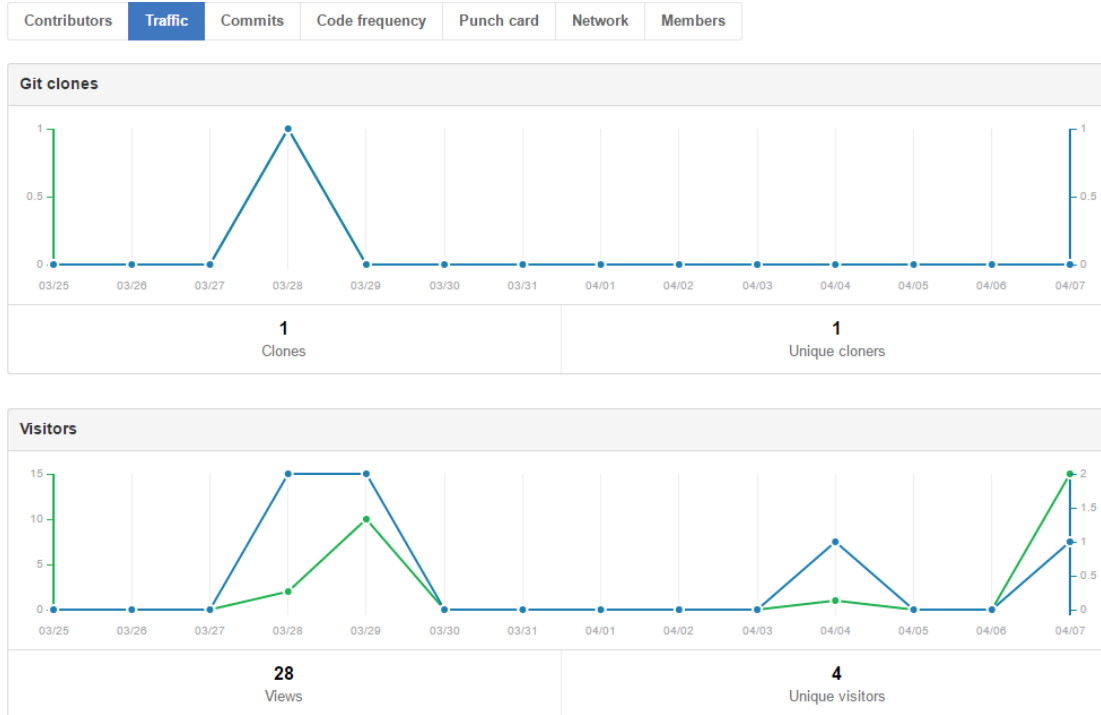 Contributors Traffic Commits Code frequency Punch card Network Members
Git clones
1 1
0.5 0.5
0 0
03/25 03/26 03/27 03/28 03/29 03/30 03/31 04/01 04/02 04/03 04/04 04/05 04/06 04/07
1 1
Clones Unique cloners
Visitors
15 2
1.5
10
1
5
0.5
0 0
03/25 03/26 03/27 03/28 03/29 03/30 03/31 04/01 04/02 04/03 04/04 04/05 04/06 04/07
28 4
Views Unique visitors